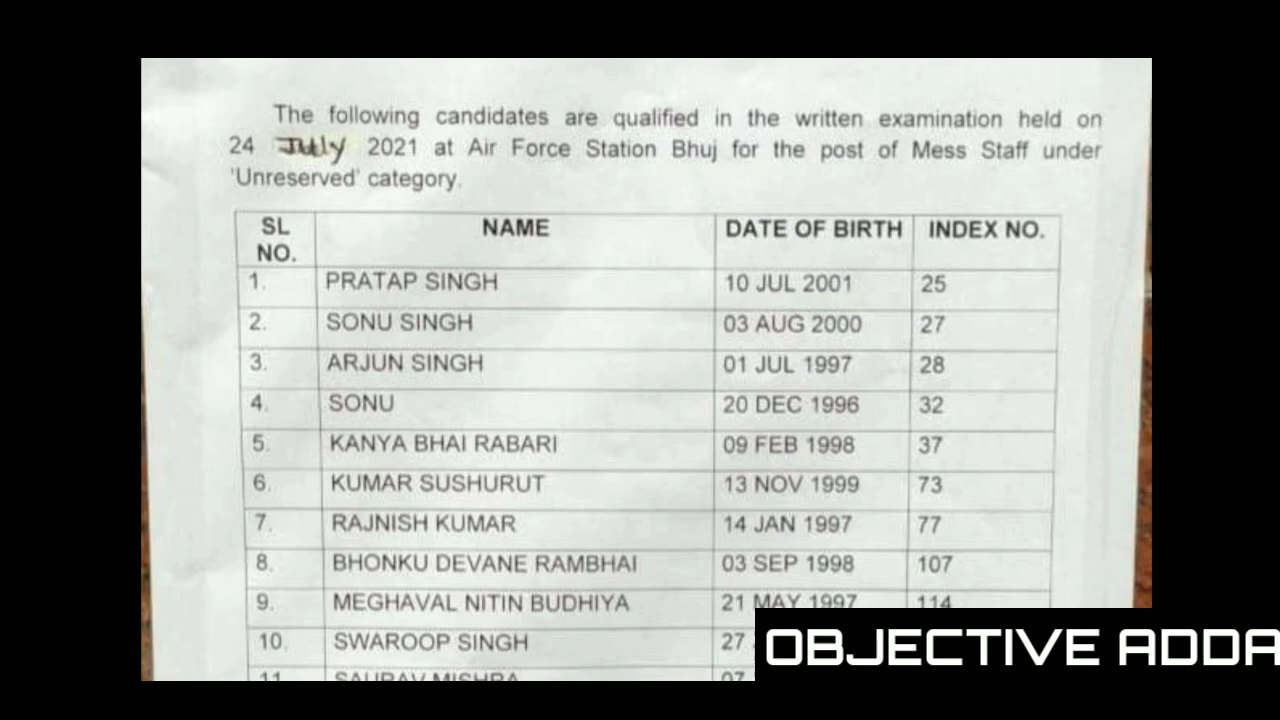 The following candidates are qualified in the written examination held on
24 July 2021 at Air Force Station Bhuj for the post of Mess Staff under
'Unreserved' category.
SL NO. NAME DATE OF BIRTH INDEX NO.
1. PRATAP SINGH 10 JUL 2001 25
2. SONU SINGH 03 AUG 2000 27
3. ARJUN SINGH 01 JUL 1997 28
4. SONU 20 DEC 1996 32
5. KANYA BHAI RABARI 09 FEB 1998 37
6. KUMAR SUSHURUT 13 NOV 1999 73
7. RAJNISH KUMAR 14 JAN 1997 77
8. BHONKU DEVANE RAMBHAI 03 SEP 1998 107
9. MEGHAVAL NITIN BUDHIYA 21 MAY 1997 114
10. SWAROOP SINGH 27
11. SAURAV MISHRA 07
OBJECTIVE ADDA